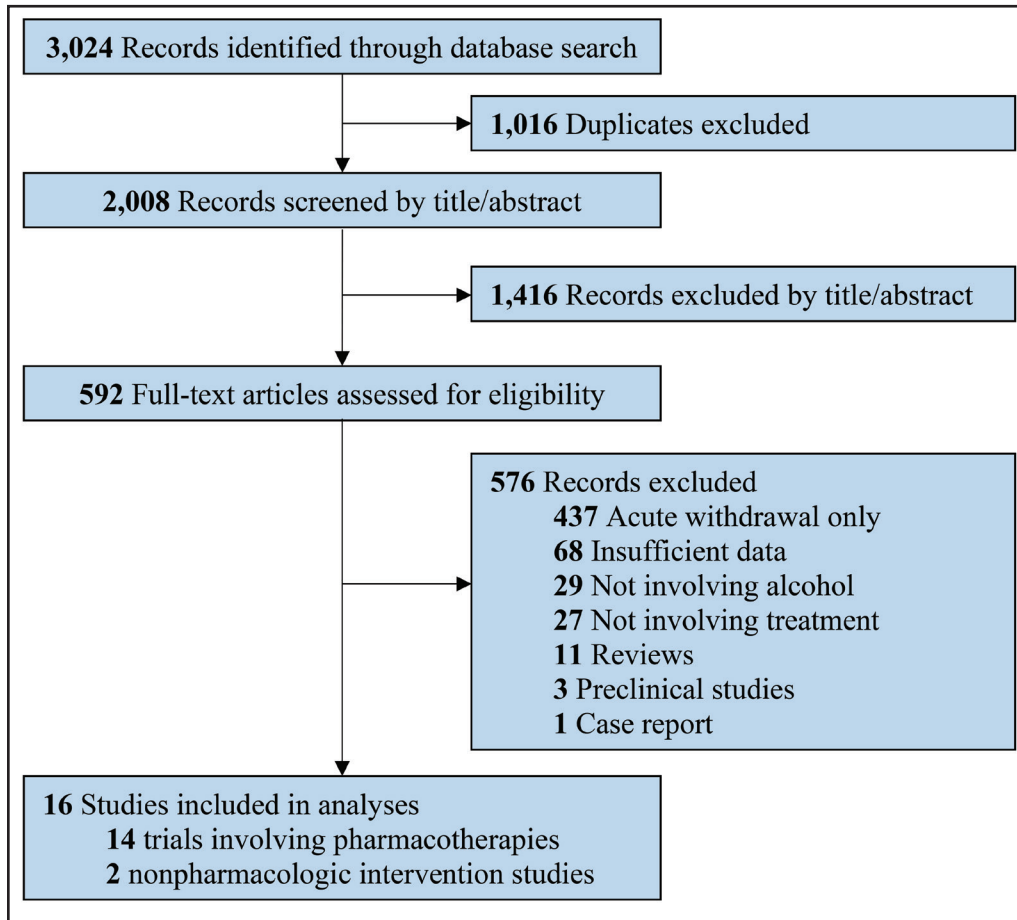 3,024 Records identified through database search
1,016 Duplicates excluded
2,008 Records screened by title/abstract
1,416 Records excluded by title/abstract
592 Full-text articles assessed for eligibility
576 Records excluded
437 Acute withdrawal only
68 Insufficient data
29 Not involving alcohol
27 Not involving treatment
11 Reviews
3 Preclinical studies
1 Case report
16 Studies included in analyses
14 trials involving pharmacotherapies
2 nonpharmacologic intervention studies